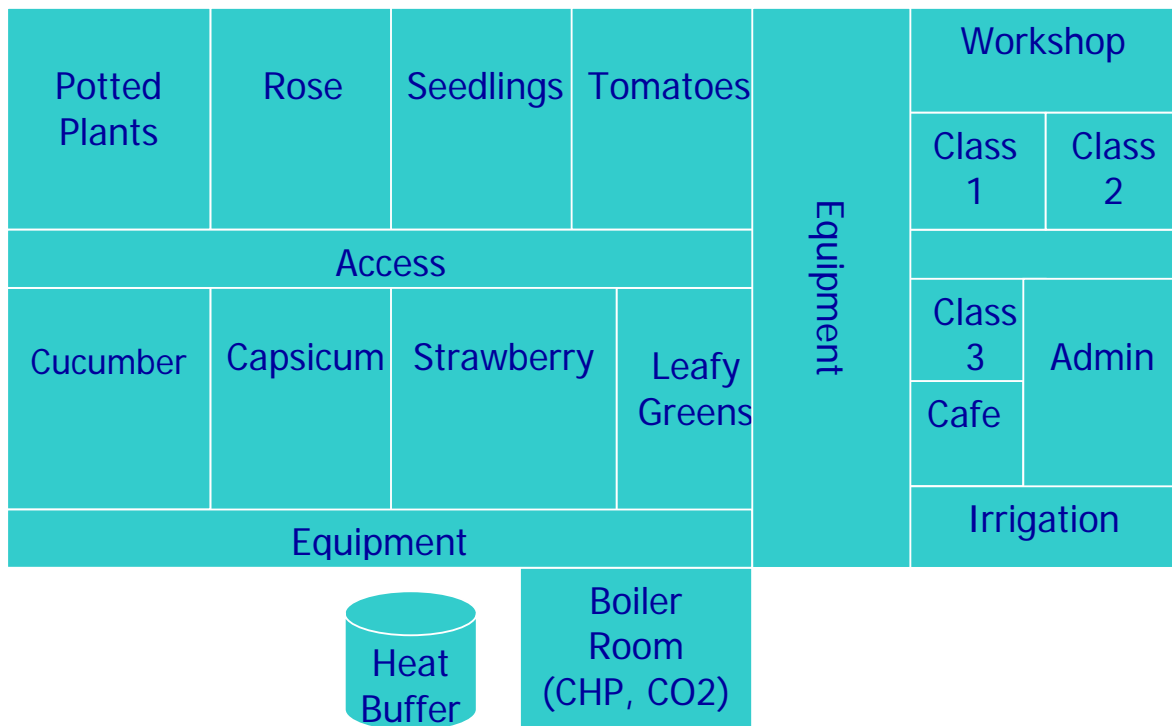 Potted
Plants
Rose
Seedlings
Tomatoes
Workshop
Class
1
Class
2
Equipment
Access
Cucumber
Capsicum
Strawberry
Leafy
Greens
Class
3
Admin
Cafe
Irrigation
Equipment
Heat
Buffer
Boiler
Room
(CHP, CO2)